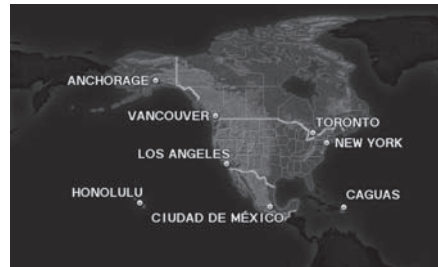 ANCHORAGE
VANCOUVER
TORONTO
NEW YORK
LOS ANGELES
HONOLULU
CAGUAS
CIUDAD DE MÉXICO